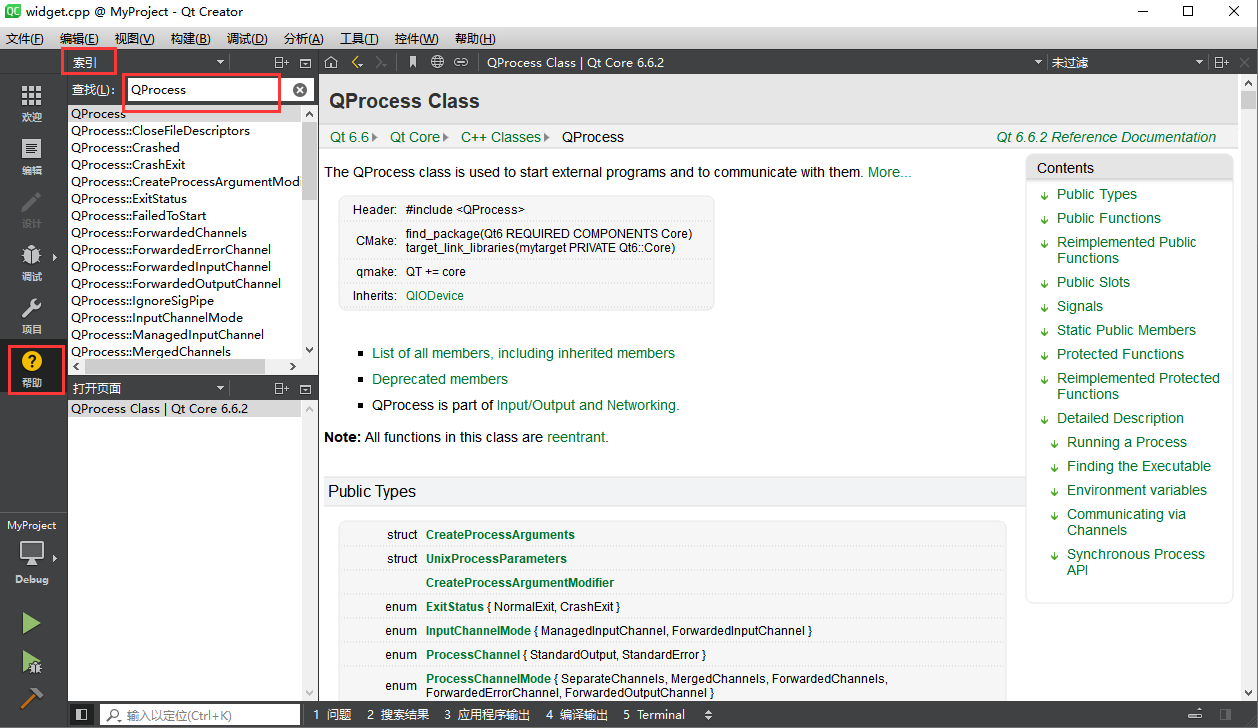 widget.cpp @ MyProject - Qt Creator
文件(F) 编辑(E) 视图(V) 构建(B) 调试(D) 分析(A) 工具(T) 控件(W) 帮助(H)
索引
QProcess Class | Qt Core 6.6.2
未过滤
欢迎
编辑
设计
调试
项目
帮助
MyProject
Debug
查找(L):
QProcess
QProcess
QProcess::CloseFileDescriptors
QProcess::Crashed
QProcess::CrashExit
QProcess::CreateProcessArgumentModi
QProcess::ExitStatus
QProcess::FailedToStart
QProcess::ForwardedChannels
QProcess::ForwardedErrorChannel
QProcess::ForwardedInputChannel
QProcess::ForwardedOutputChannel
QProcess::IgnoreSigPipe
QProcess::InputChannelMode
QProcess::ManagedInputChannel
QProcess::MergedChannels
打开页面
QProcess Class | Qt Core 6.6.2
QProcess Class
Qt 6.6 Qt Core C++ Classes QProcess
Qt 6.6.2 Reference Documentation
The QProcess class is used to start external programs and to communicate with them. More...
Header: #include <QProcess>
CMake: find_package(Qt6 REQUIRED COMPONENTS Core)
target_link_libraries(mytarget PRIVATE Qt6::Core)
qmake: QT += core
Inherits: QIODevice
List of all members, including inherited members
Deprecated members
QProcess is part of Input/Output and Networking.
Note: All functions in this class are reentrant.
Public Types
struct CreateProcessArguments
struct UnixProcessParameters
CreateProcessArgumentModifier
enum ExitStatus { NormalExit, CrashExit }
enum InputChannelMode { ManagedInputChannel, ForwardedInputChannel }
enum ProcessChannel { StandardOutput, StandardError }
enum ProcessChannelMode { SeparateChannels, MergedChannels, ForwardedChannels,
ForwardedErrorChannel, ForwardedOutputChannel }
Contents
Public Types
Public Functions
Reimplemented Public
Functions
Public Slots
Signals
Static Public Members
Protected Functions
Reimplemented Protected
Functions
Detailed Description
Running a Process
Finding the Executable
Environment variables
Communicating via
Channels
Synchronous Process
API
输入以定位(Ctrl+K)
1 问题 2 搜索结果 3 应用程序输出 4 编译输出 5 Terminal